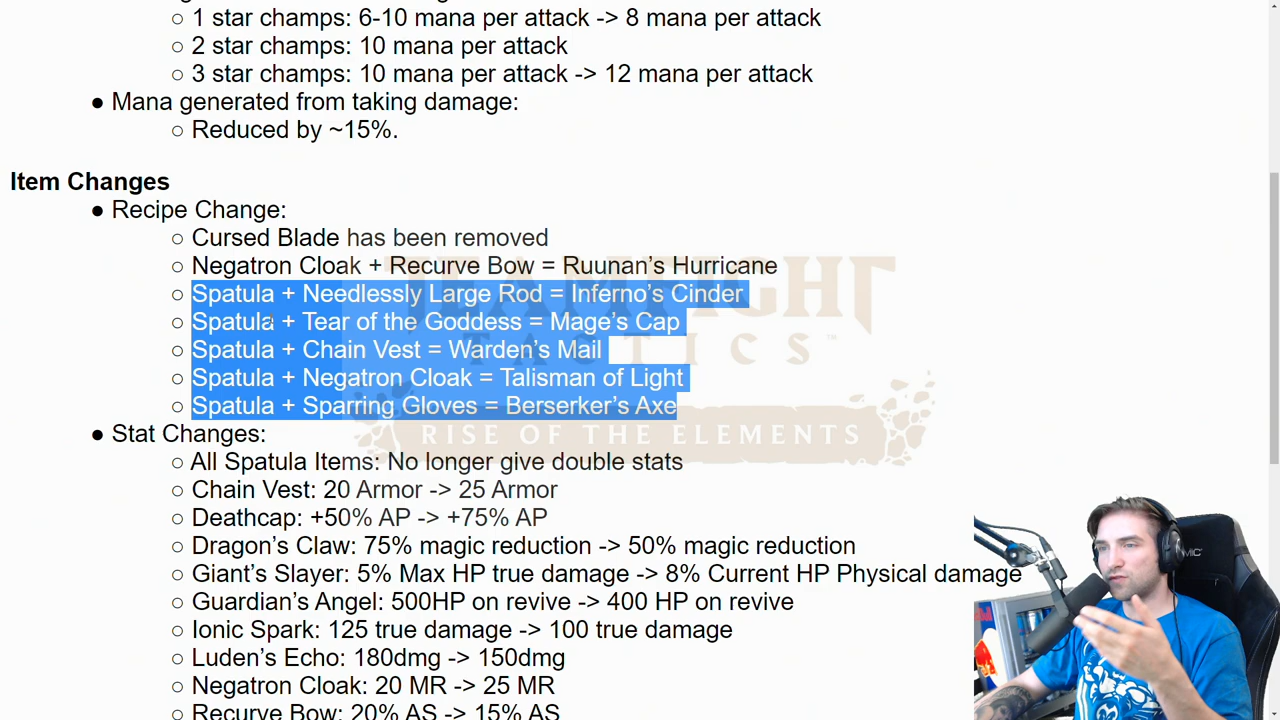 ○ 1 star champs: 6-10 mana per attack -> 8 mana per attack
○ 2 star champs: 10 mana per attack
○ 3 star champs: 10 mana per attack -> 12 mana per attack
● Mana generated from taking damage:
○ Reduced by ~15%.
Item Changes
● Recipe Change:
○ Cursed Blade has been removed
○ Negatron Cloak + Recurve Bow = Ruunan’s Hurricane
○ Spatula + Needlessly Large Rod = Inferno’s Cinder
○ Spatula + Tear of the Goddess = Mage’s Cap
○ Spatula + Chain Vest = Warden’s Mail
○ Spatula + Negatron Cloak = Talisman of Light
○ Spatula + Sparring Gloves = Berserker’s Axe
● Stat Changes:
○ All Spatula Items: No longer give double stats
○ Chain Vest: 20 Armor -> 25 Armor
○ Deathcap: +50% AP -> +75% AP
○ Dragon’s Claw: 75% magic reduction -> 50% magic reduction
○ Giant’s Slayer: 5% Max HP true damage -> 8% Current HP Physical damage
○ Guardian’s Angel: 500HP on revive -> 400 HP on revive
○ Ionic Spark: 125 true damage -> 100 true damage
○ Luden’s Echo: 180dmg -> 150dmg
○ Negatron Cloak: 20 MR -> 25 MR
○ Recurve Bow: 20% AS -> 15% AS
TEAMFIGHT
TACTICS™
RISE OF THE ELEMENTS